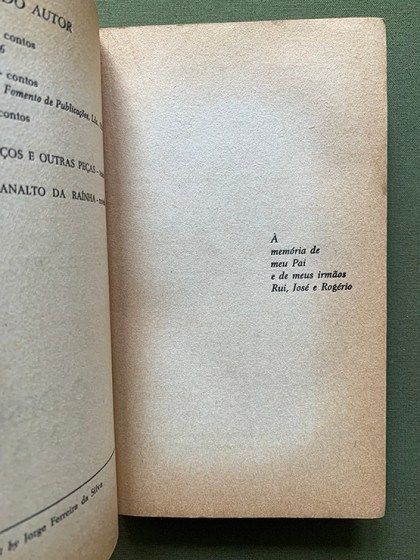 DO AUTOR
contos
6
- contos
Fomento de Publicações, Lda,
contos
ÇOS E OUTRAS PEÇAS -
ANALTO DA RAÍNHA -
by Jorge Ferreira da Silva
À
memória de
meu Pai
e de meus irmãos
Rui, José e Rogério